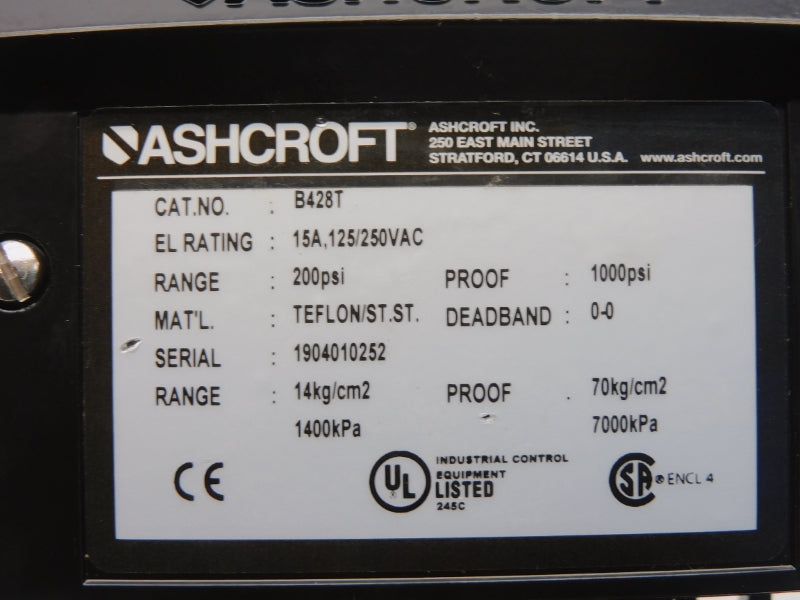 ASHCROFT® ASHCROFT INC.
250 EAST MAIN STREET
STRATFORD, CT 06614 U.S.A. www.ashcroft.com
CAT.NO. : B428T
EL RATING : 15A,125/250VAC
RANGE : 200psi PROOF : 1000psi
MAT'L. : TEFLON/ST.ST. DEADBAND : 0-0
SERIAL : 1904010252
RANGE : 14kg/cm2 PROOF . 70kg/cm2
1400kPa 7000kPa
CE
UL ® INDUSTRIAL CONTROL
EQUIPMENT
LISTED
245C
SA ® ENCL 4